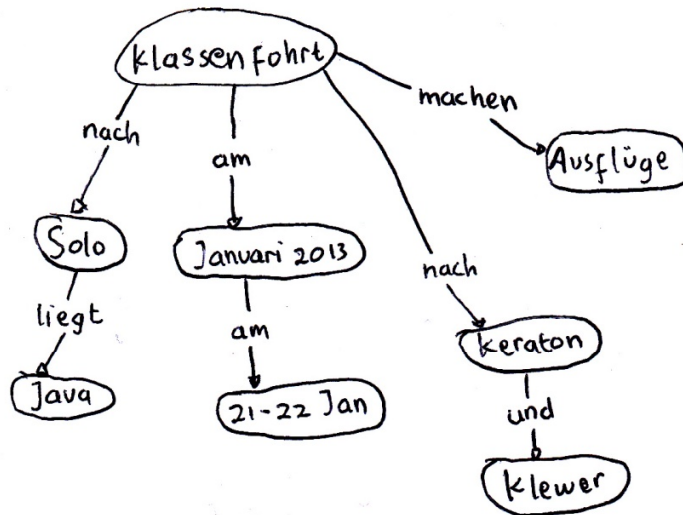 Klassenfohrt
machen
nach
am
Ausflüge
Solo
Januari 2013
nach
liegt
am
Keraton
Java
21-22 Jan
und
Klewer